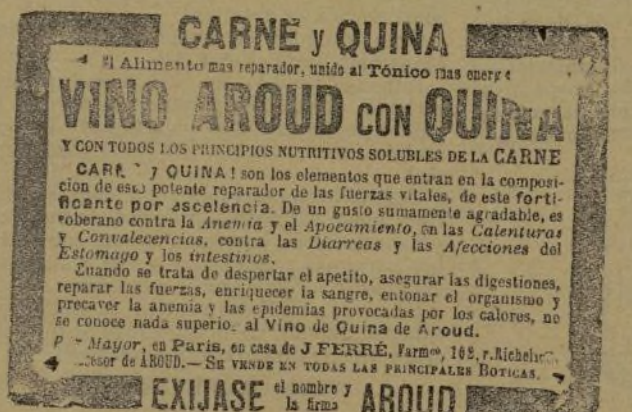 CARNE y QUINA
El Alimento mas reparador, unido al Tónico mas
VINO AROUD CON QUINA
Y CON TODOS LOS PRINCIPIOS NUTRITIVOS SOLUBLES DE LA CARNE
QUINA! son los elementos que entran en la composi-
cion de este potente reparador de las fuerzas vitales, de este forti-
ficante por escelencia. De un gusto sumamente agradable, es
soberano contra la Anemia y el Apocamiento, en las Calenturas
y Convalecencias, contra las Diarreas y las Afecciones del
Estomago y los intestinos.
Cuando se trata de despertar el apetito, asegurar las digestiones,
reparar las fuerzas, enriquecer la sangre, entonar el organismo y
precaver la anemia y las epidemias provocadas por los calores, no
se conoce nada superior al Vino de Quina de Aroud.
Por Mayor, en Paris, en casa de J FERRÉ, Farmco, 102, r. Richelieu
Sucesor de AROUD. — SE VENDE EN TODAS LAS PRINCIPALES BOTICAS.
EXIJASE el nombre y la firma AROUD